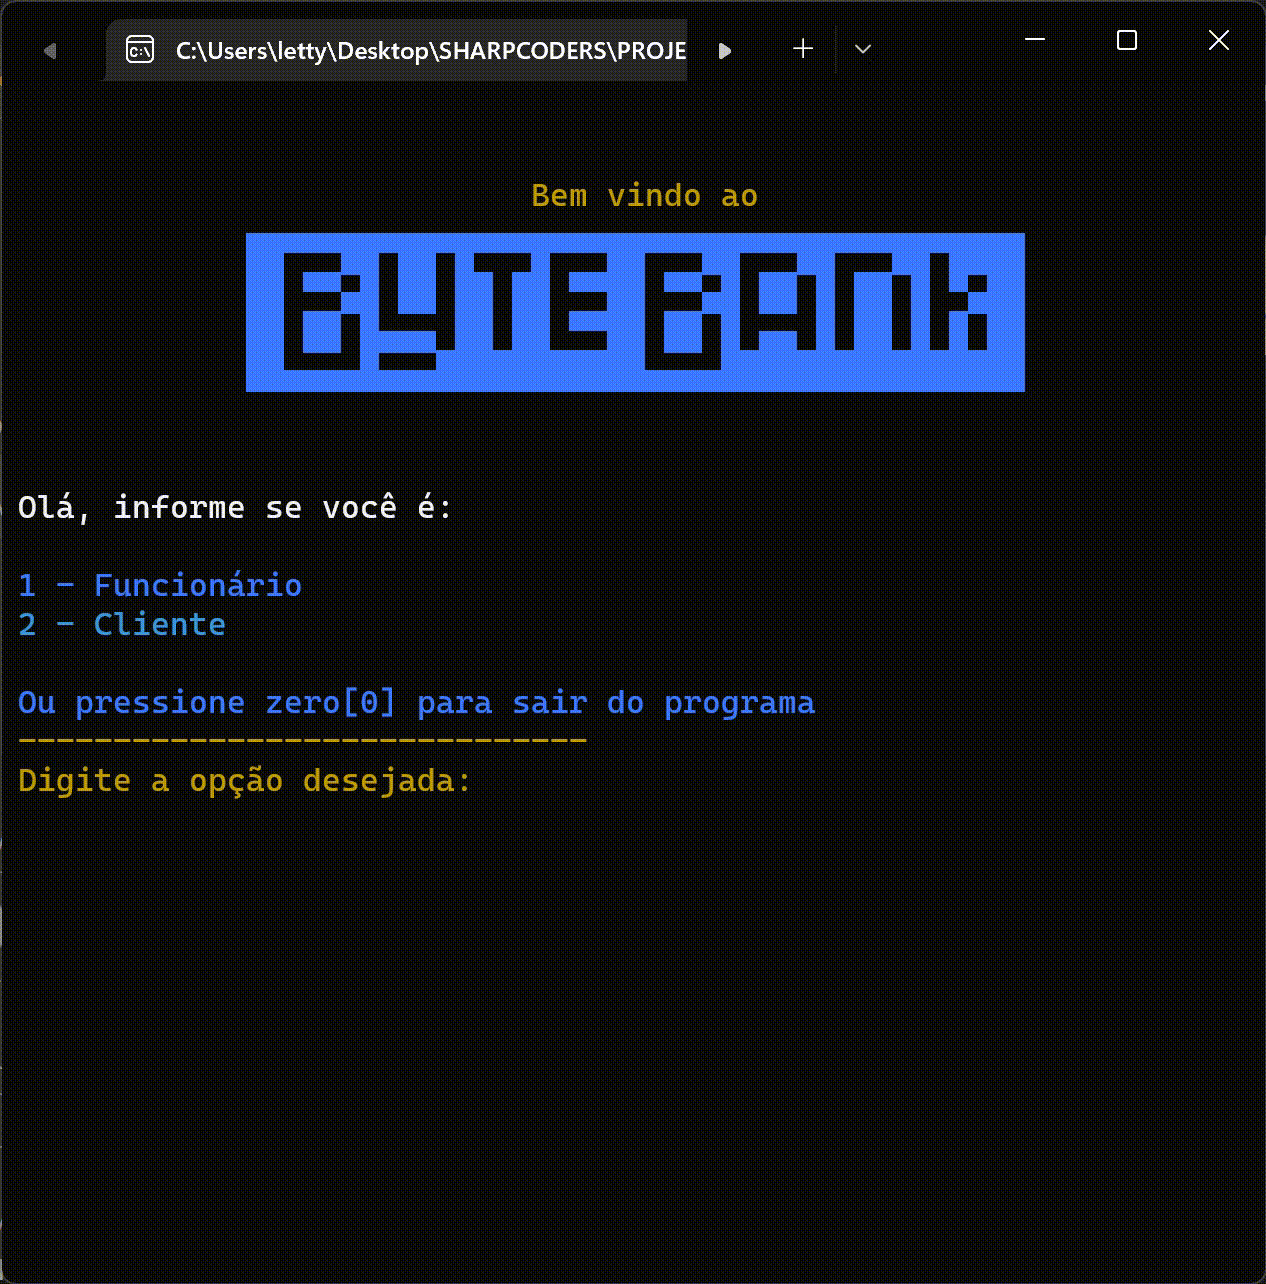 C:\Users\letty\Desktop\SHARPCODERS\PROJE
Bem vindo ao
BYTE BANK
Olá, informe se você é:
1 - Funcionário
2 - Cliente
Ou pressione zero[0] para sair do programa
------------------------------
Digite a opção desejada: